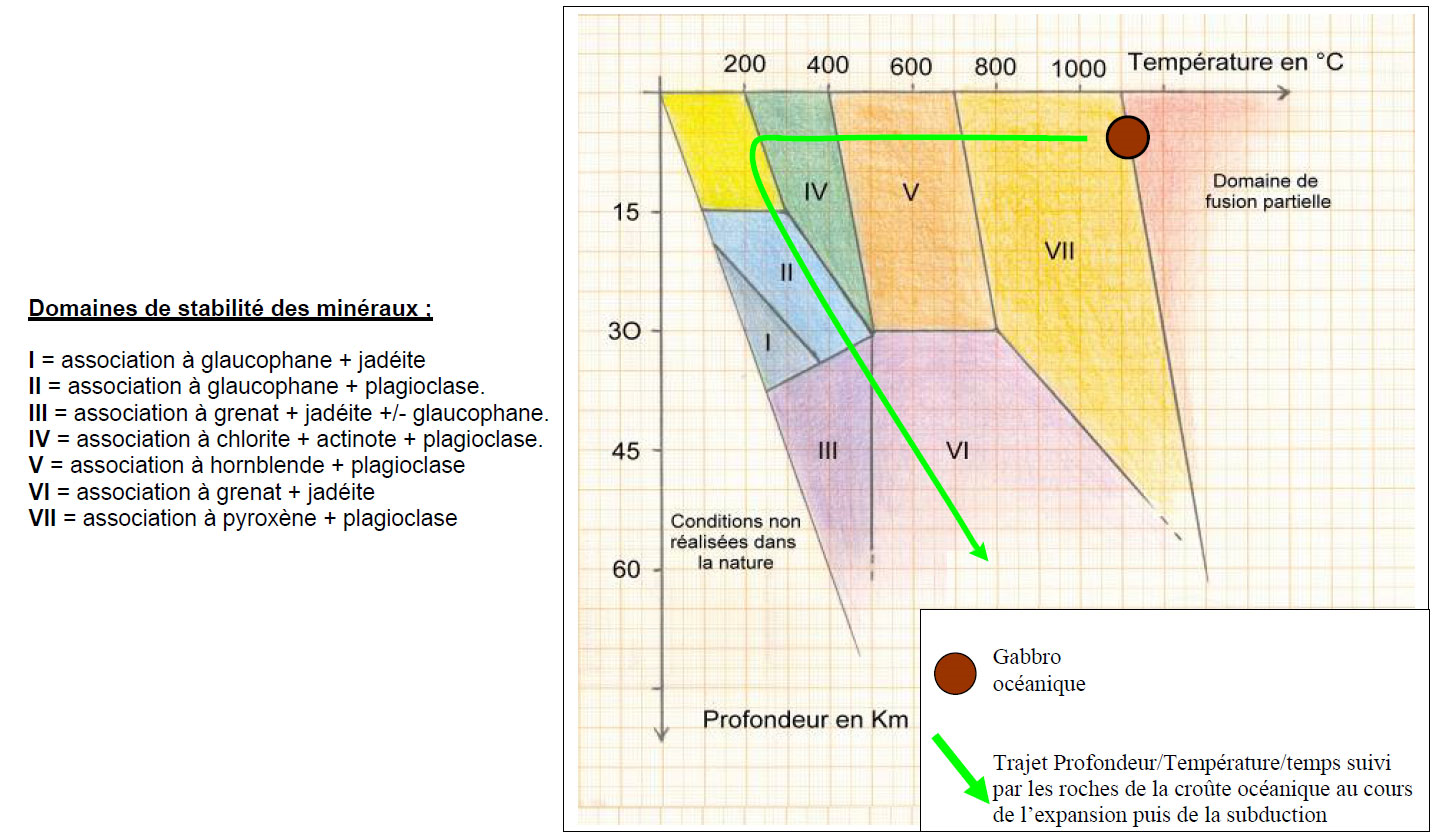 Domaines de stabilité des minéraux :
I = association à glaucophane + jadéite
II = association à glaucophane + plagioclase.
III = association à grenat + jadéite +/- glaucophane.
IV = association à chlorite + actinote + plagioclase.
V = association à hornblende + plagioclase
VI = association à grenat + jadéite
VII = association à pyroxène + plagioclase
200 400 600 800 1000 Température en °C
IV
V
Domaine de
fusion partielle
15
VII
II
30
I
45
III
VI
Conditions non
réalisées dans
la nature
60
Profondeur en Km
Gabbro
océanique
Trajet Profondeur/Température/temps suivi
par les roches de la croûte océanique au cours
de l'expansion puis de la subduction